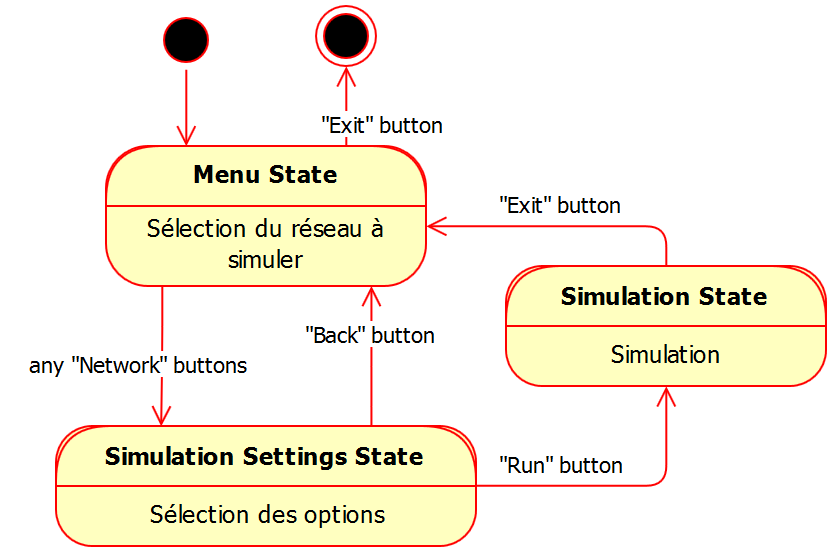 "Exit" button
Menu State
Sélection du réseau à
simuler
"Exit" button
Simulation State
Simulation
"Back" button
any "Network" buttons
Simulation Settings State
Sélection des options
"Run" button